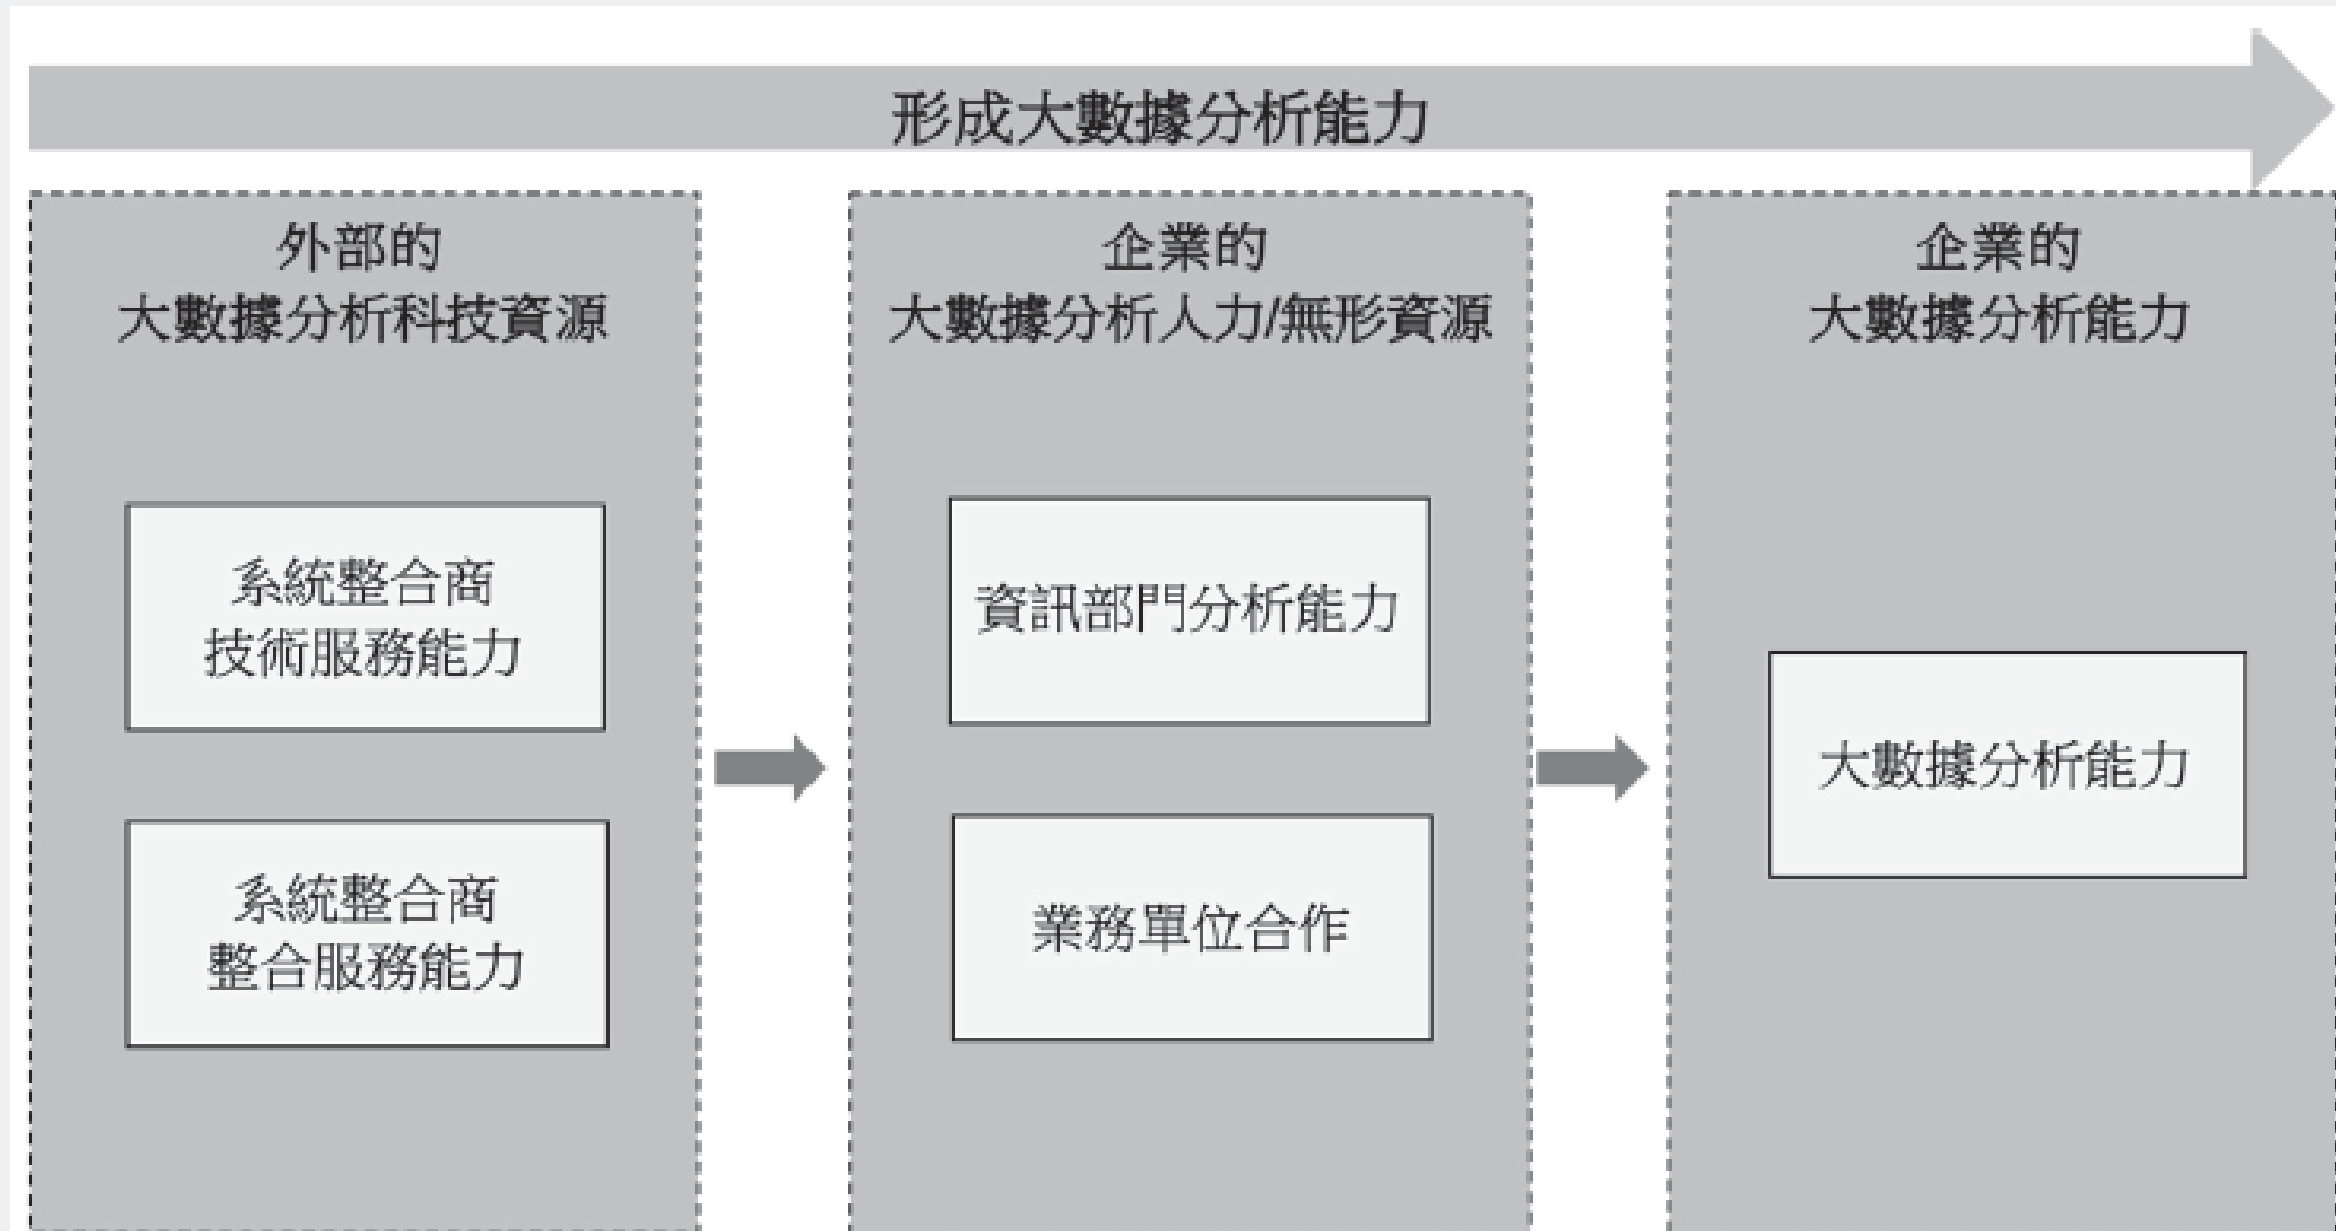 形成大數據分析能力
外部的
大數據分析科技資源
系統整合商
技術服務能力
系統整合商
整合服務能力
企業的
大數據分析人力/無形資源
資訊部門分析能力
業務單位合作
企業的
大數據分析能力
大數據分析能力